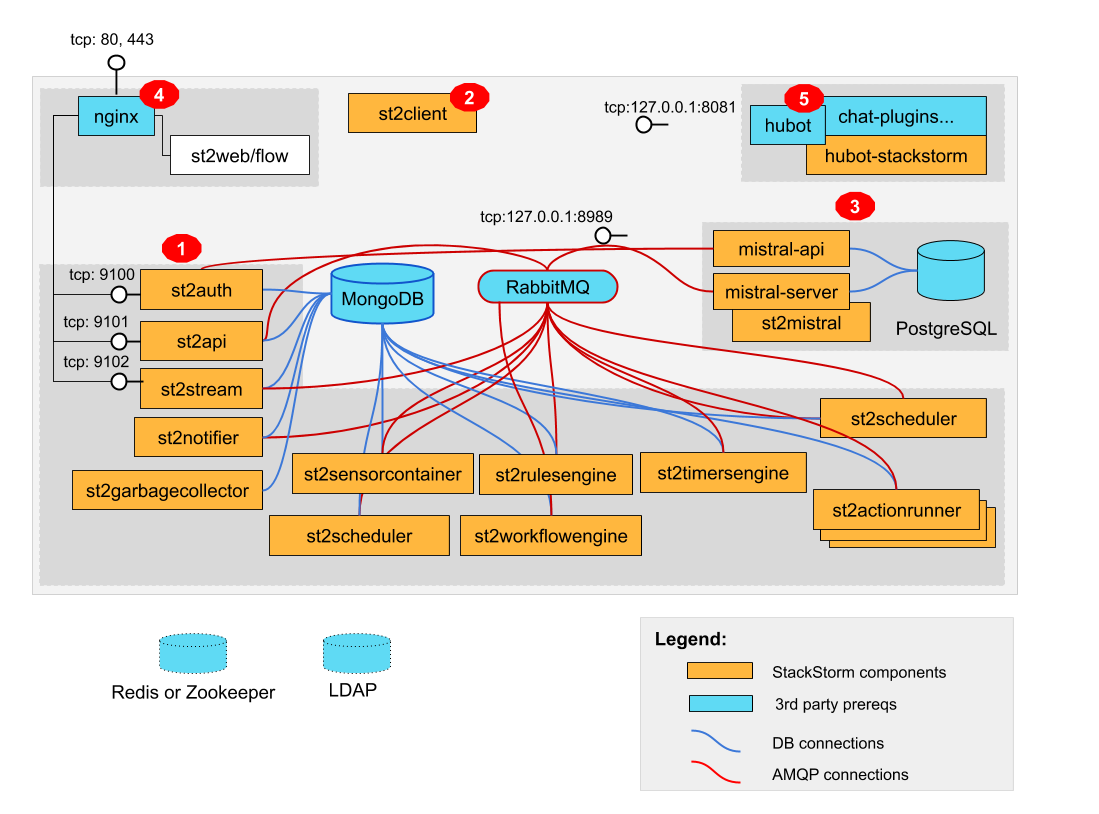 tcp: 80, 443
4
nginx
st2web/flow
2
st2client
tcp:127.0.0.1:8081
5
hubot
chat-plugins...
hubot-stackstorm
3
tcp:127.0.0.1:8989
mistral-api
mistral-server
st2mistral
PostgreSQL
1
tcp: 9100
st2auth
tcp: 9101
st2api
tcp: 9102
st2stream
MongoDB
RabbitMQ
st2notifier
st2garbagecollector
st2sensorcontainer
st2rulesengine
st2timersengine
st2scheduler
st2scheduler
st2workflowengine
st2actionrunner
Redis or Zookeeper
LDAP
Legend:
StackStorm components
3rd party prereqs
DB connections
AMQP connections